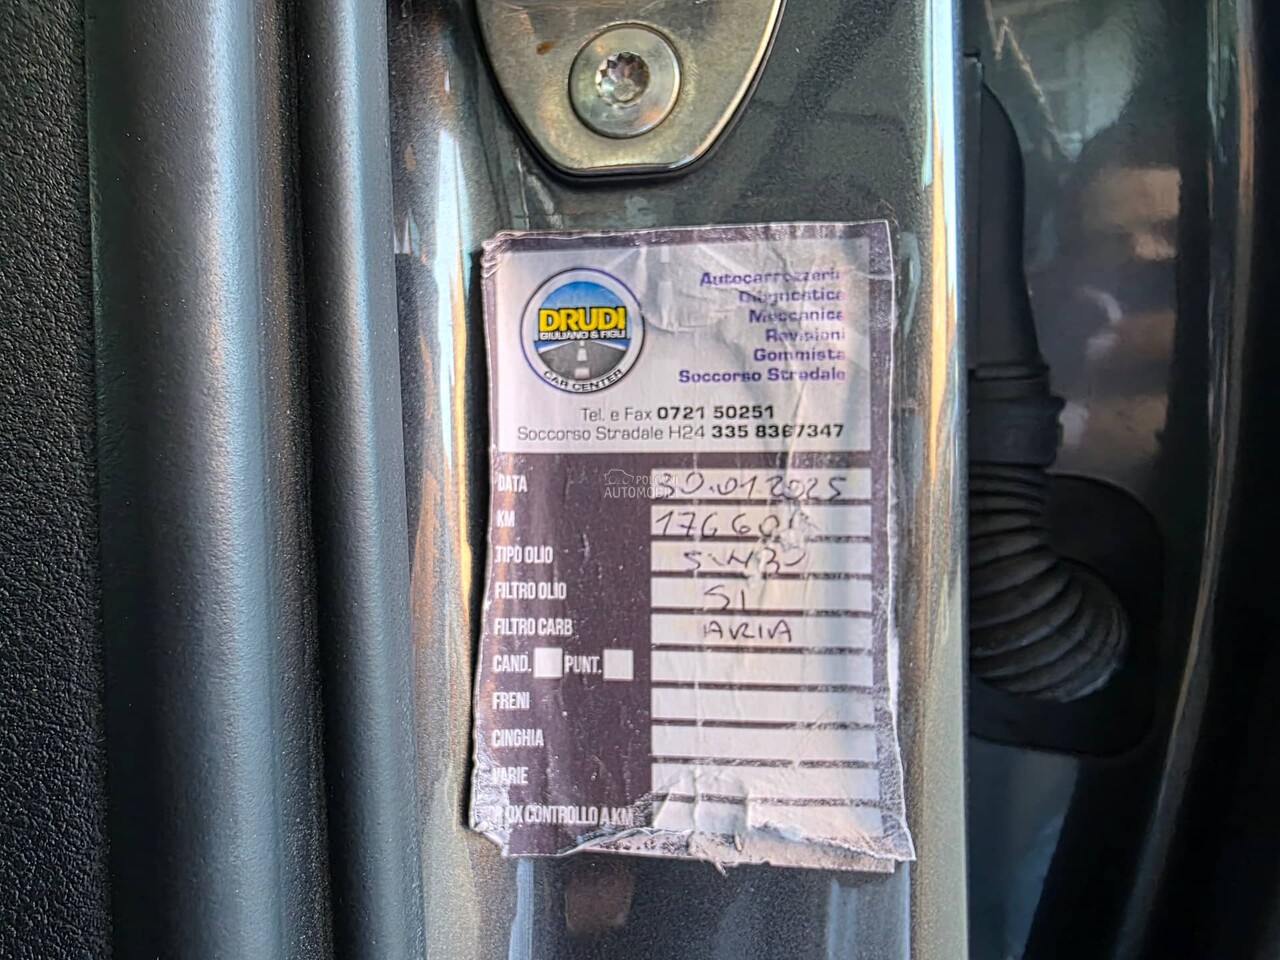 DRUDI
GIULIANO & FIGLI
CAR CENTER
Autocarrozzeria
Diagnostica
Meccanica
Revisioni
Gommista
Soccorso Stradale
Tel. e Fax 0721 50251
Soccorso Stradale H24 335 8367347
DATA 30.01.2025
KM
TIPO OLIO 5W30
FILTRO OLIO SI
FILTRO CARB ARIA
CAND. PUNT.
FRENI
CINGHIA
VARIE
CONTROLLO A KM
AUTOMOBILI